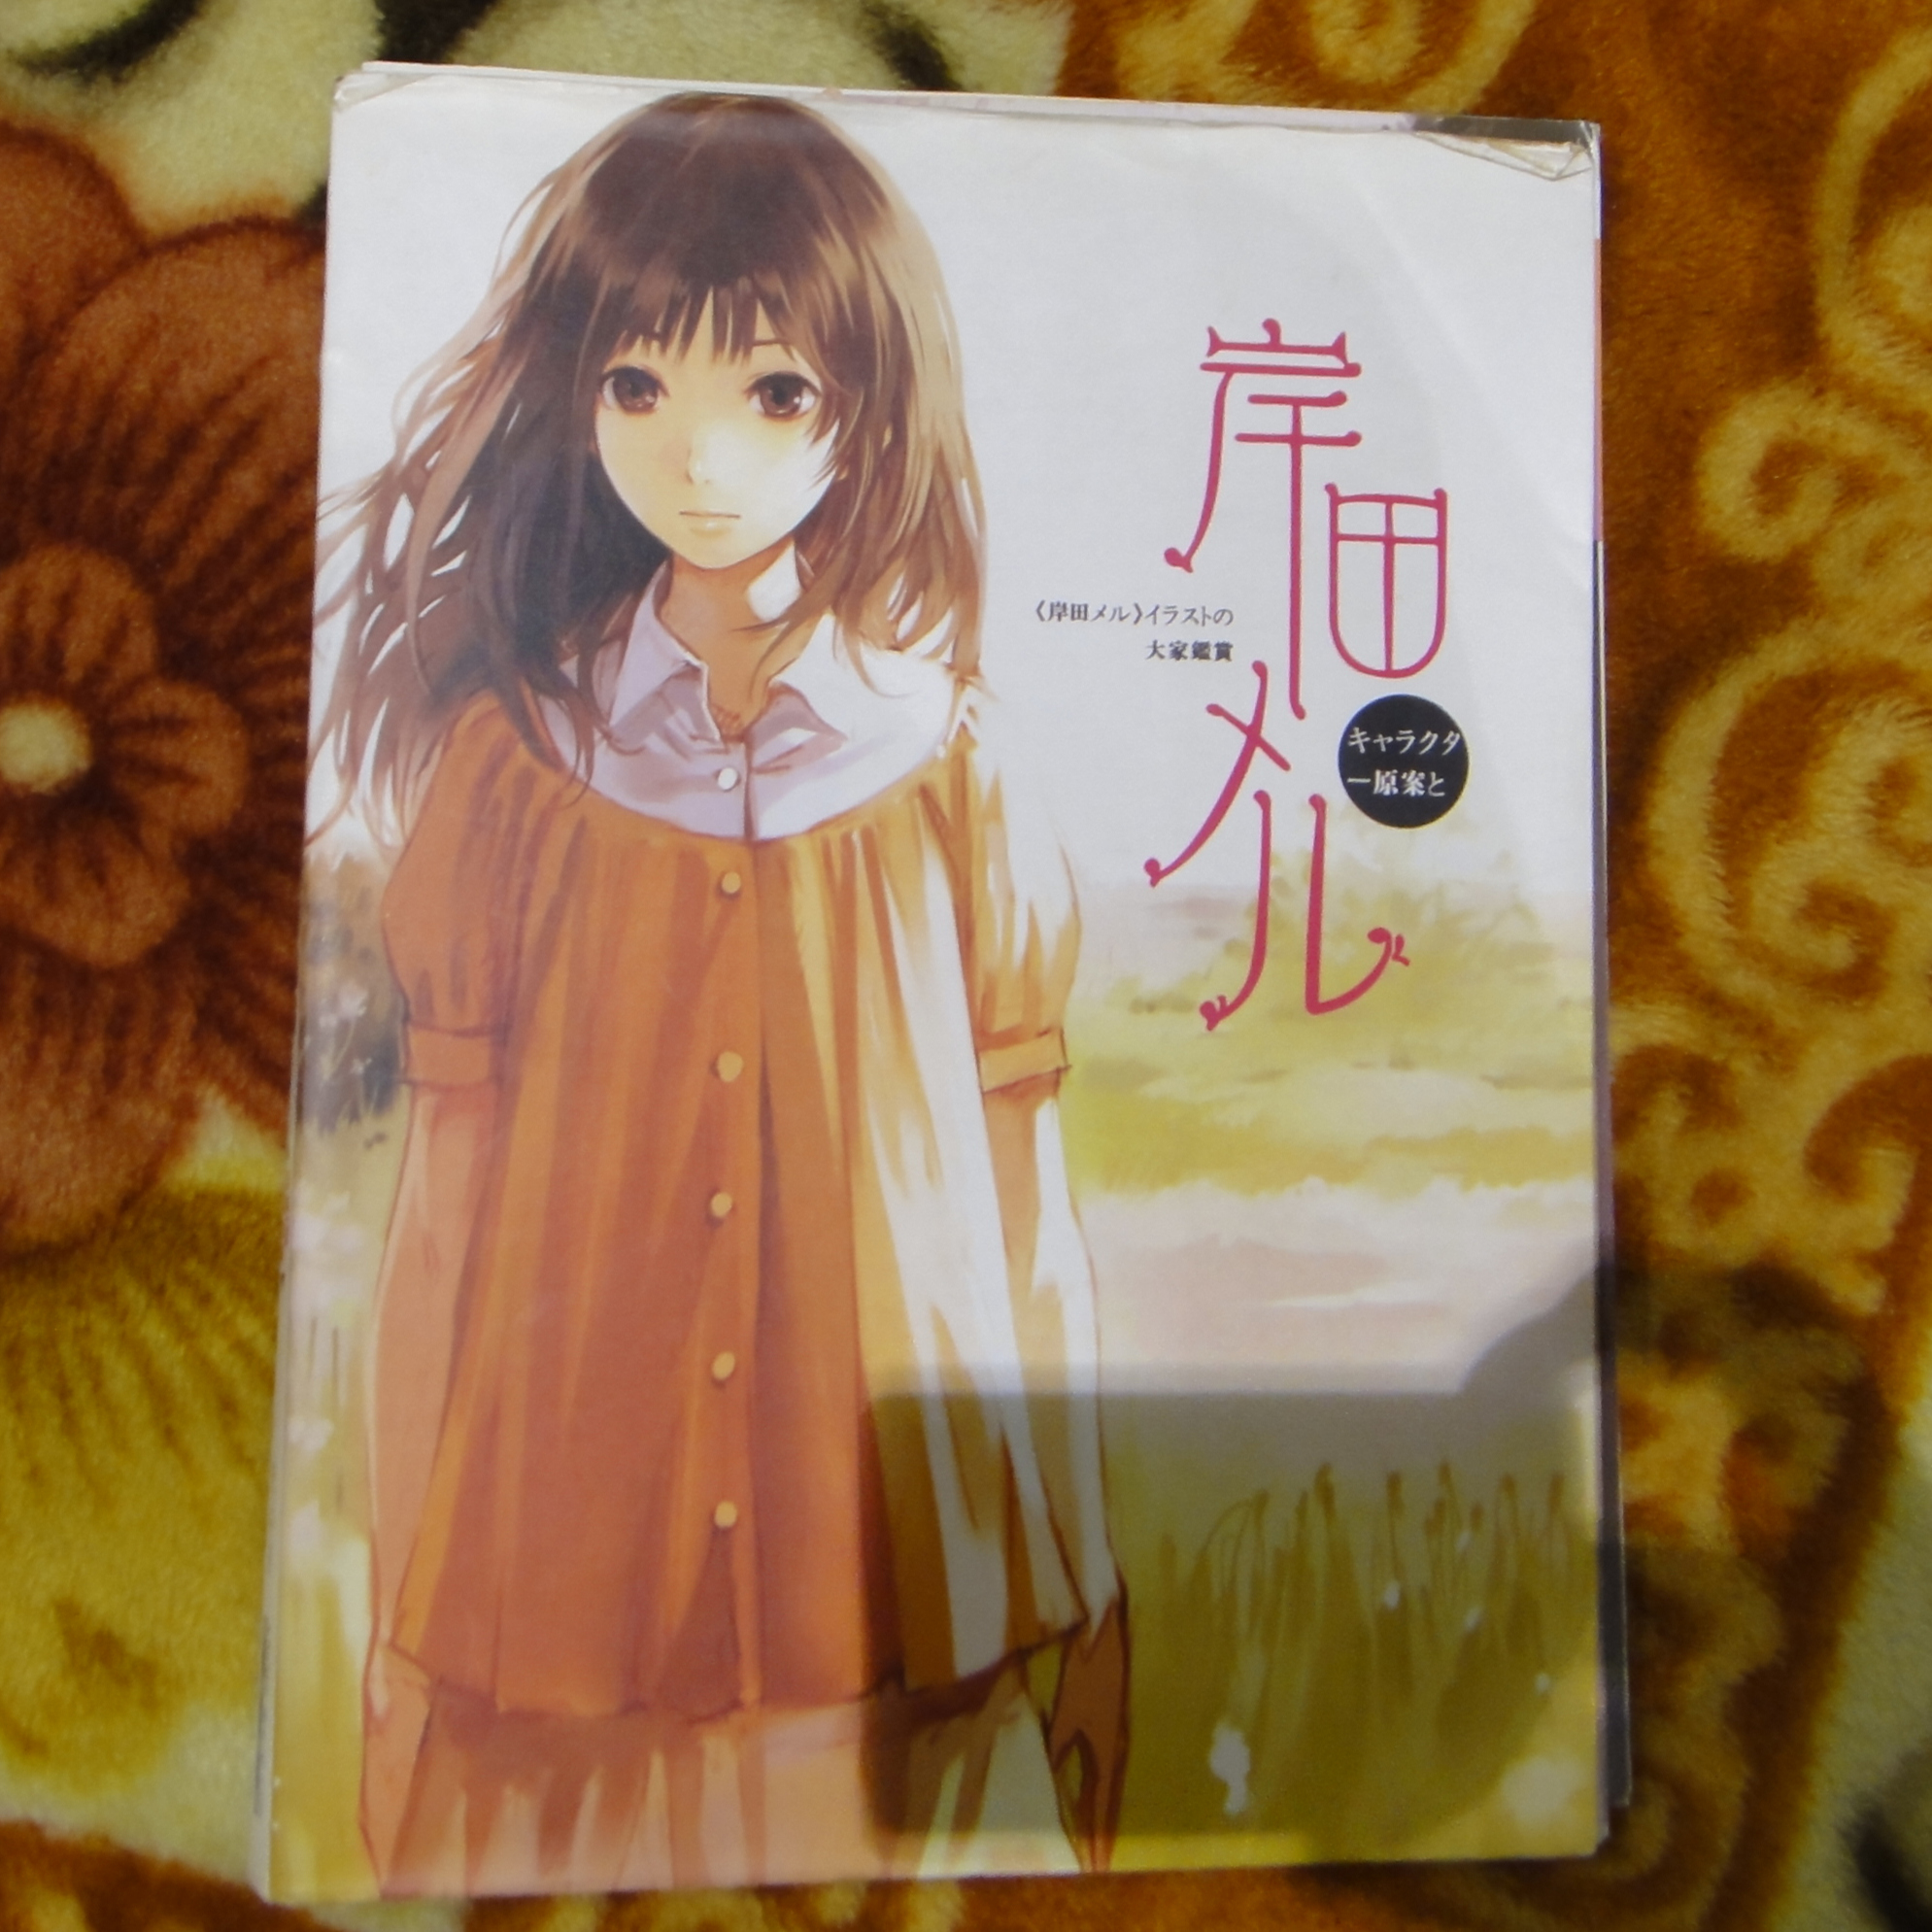 岸田メル
《岸田メル》イラストの
大家鑑賞
キャラクタ
ー原案と